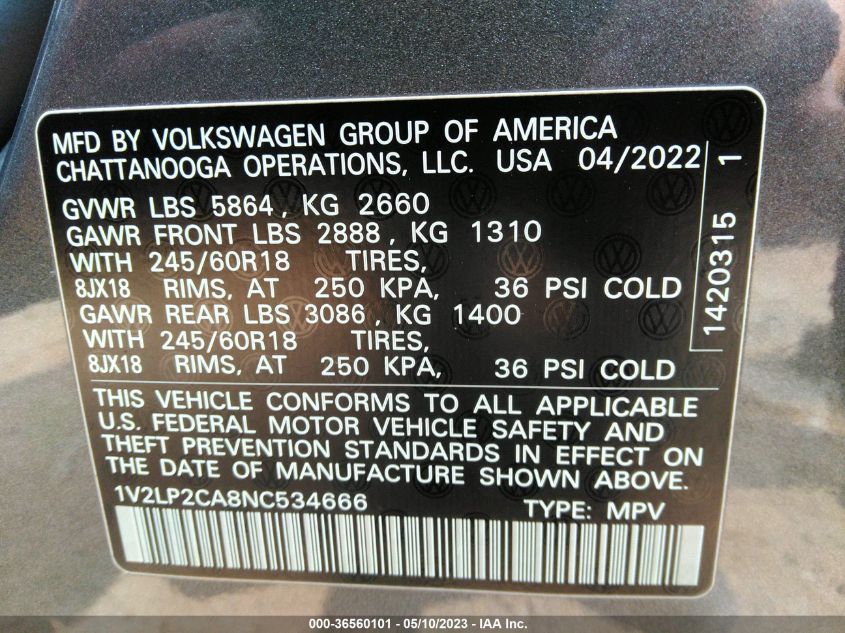 MFD BY VOLKSWAGEN GROUP OF AMERICA
CHATTANOOGA OPERATIONS, LLC. USA 04/2022
GVWR LBS 5864, KG 2660
GAWR FRONT LBS 2888, KG 1310
WITH 245/60R18 TIRES,
8JX18 RIMS, AT 250 KPA, 36 PSI COLD
GAWR REAR LBS 3086, KG 1400
WITH 245/60R18 TIRES,
8JX18 RIMS, AT 250 KPA, 36 PSI COLD
1420315 1
THIS VEHICLE CONFORMS TO ALL APPLICABLE
U.S. FEDERAL MOTOR VEHICLE SAFETY AND
THEFT PREVENTION STANDARDS IN EFFECT ON
THE DATE OF MANUFACTURE SHOWN ABOVE.
1V2LP2CA8NC534666 TYPE: MPV
000-36560101 - 05/10/2023 - IAA Inc.